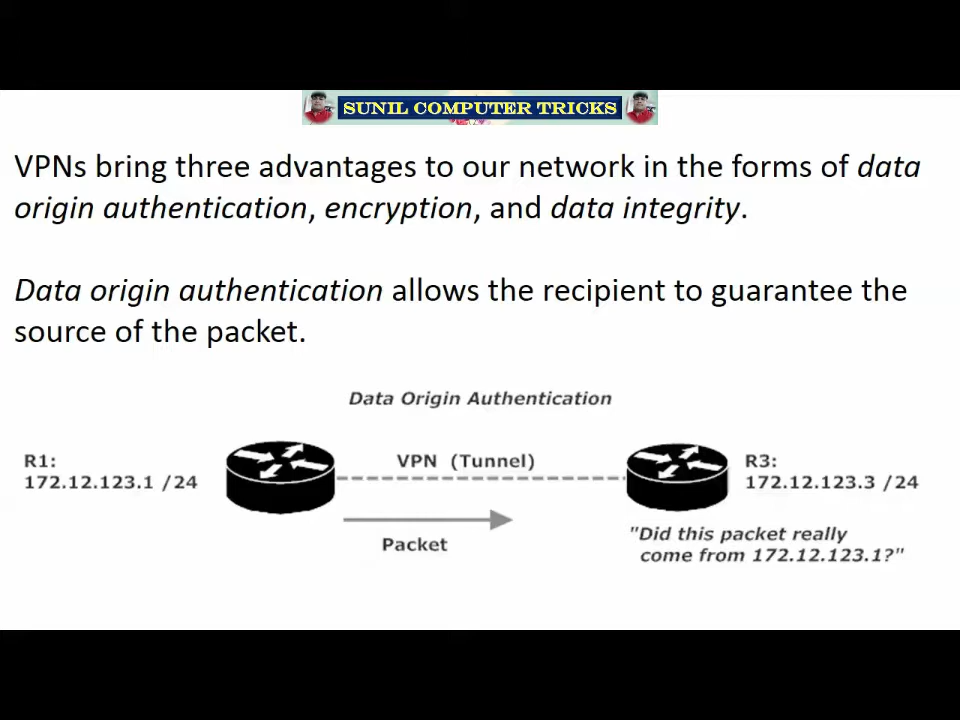 SUNIL COMPUTER TRICKS
VPNs bring three advantages to our network in the forms of data
origin authentication, encryption, and data integrity.
Data origin authentication allows the recipient to guarantee the
source of the packet.
Data Origin Authentication
R1:
172.12.123.1 /24
VPN (Tunnel)
Packet
R3:
172.12.123.3 /24
"Did this packet really
come from 172.12.123.1?"